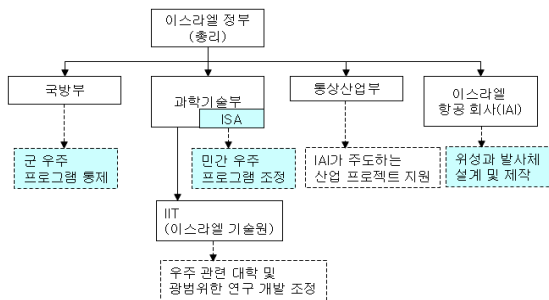 이스라엘 정부
(총리)
국방부
과학기술부
ISA
통상산업부
이스라엘
항공 회사(IAI)
군 우주
프로그램 통제
민간 우주
프로그램 조정
IAI가 주도하는
산업 프로젝트 지원
위성과 발사체
설계 및 제작
IIT
(이스라엘 기술원)
우주 관련 대학 및
광범위한 연구 개발 조정